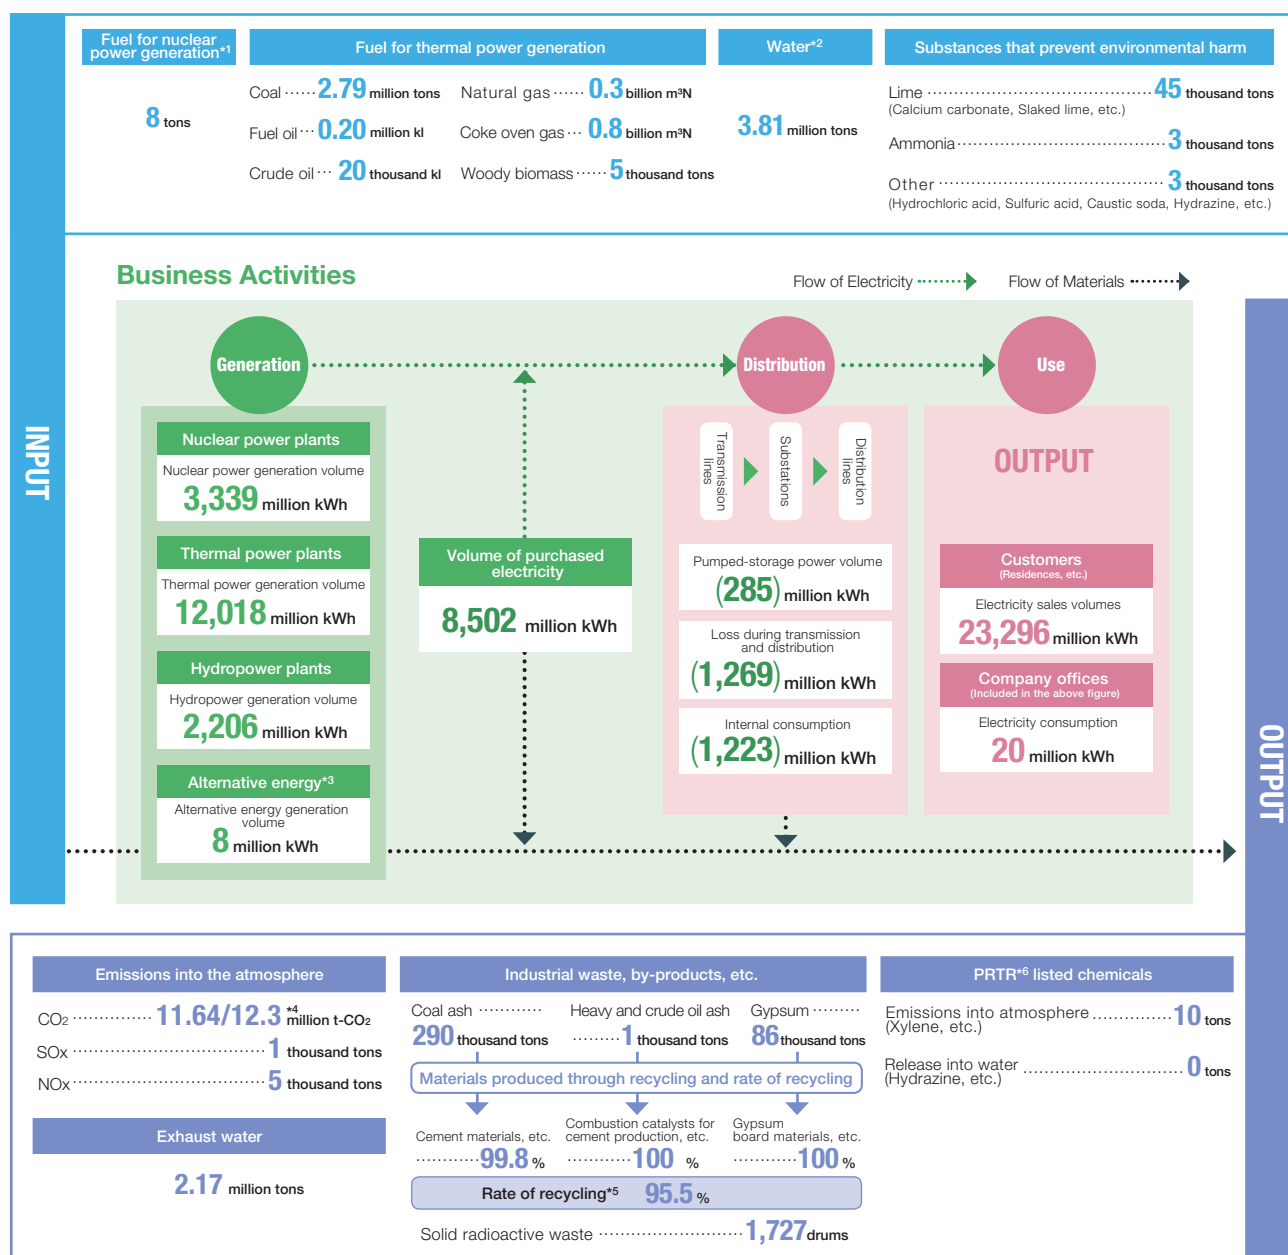 INPUT
Fuel for nuclear
power generation*1
8 tons
Fuel for thermal power generation
Coal ······ 2.79 million tons
Natural gas ······ 0.3 billion m³N
Fuel oil ··· 0.20 million kl
Coke oven gas ··· 0.8 billion m³N
Crude oil ··· 20 thousand kl
Woody biomass ······ 5 thousand tons
Water*2
3.81 million tons
Substances that prevent environmental harm
Lime ······ 45 thousand tons
(Calcium carbonate, Slaked lime, etc.)
Ammonia ······ 3 thousand tons
Other ······ 3 thousand tons
(Hydrochloric acid, Sulfuric acid, Caustic soda, Hydrazine, etc.)
Business Activities
Flow of Electricity
Flow of Materials
Generation
Distribution
Use
Nuclear power plants
Nuclear power generation volume
3,339 million kWh
Thermal power plants
Thermal power generation volume
12,018 million kWh
Hydropower plants
Hydropower generation volume
2,206 million kWh
Alternative energy*3
Alternative energy generation
volume
8 million kWh
Volume of purchased
electricity
8,502 million kWh
Transmission
lines
Substations
Distribution
lines
Pumped-storage power volume
(285) million kWh
Loss during transmission
and distribution
(1,269) million kWh
Internal consumption
(1,223) million kWh
OUTPUT
Customers
(Residences, etc.)
Electricity sales volumes
23,296 million kWh
Company offices
(Included in the above figure)
Electricity consumption
20 million kWh
OUTPUT
Emissions into the atmosphere
CO2 ······ 11.64/12.3 *4 million t-CO2
SOx ······ 1 thousand tons
NOx ······ 5 thousand tons
Exhaust water
2.17 million tons
Industrial waste, by-products, etc.
Coal ash ············
290 thousand tons
Heavy and crude oil ash
········· 1 thousand tons
Gypsum ·········
86 thousand tons
Materials produced through recycling and rate of recycling
Cement materials, etc.
············ 99.8 %
Combustion catalysts for
cement production, etc.
············ 100 %
Gypsum
board materials, etc.
············ 100 %
Rate of recycling*5 95.5 %
Solid radioactive waste ······ 1,727 drums
PRTR*6 listed chemicals
Emissions into atmosphere ······ 10 tons
(Xylene, etc.)
Release into water ······ 0 tons
(Hydrazine, etc.)